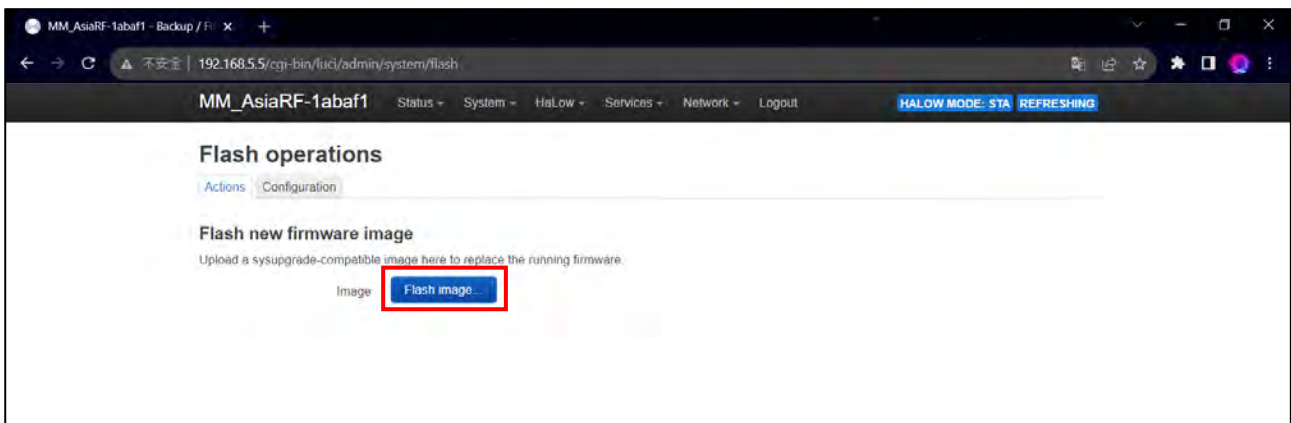 MM_AsiaRF-1abaf1 - Backup / Fl
不安全 | 192.168.5.5/cgi-bin/luci/admin/system/flash
MM_AsiaRF-1abaf1 Status System HaLow Services Network Logout HALOW MODE: STA REFRESHING
Flash operations
Actions Configuration
Flash new firmware image
Upload a sysupgrade-compatible image here to replace the running firmware.
Image Flash image...